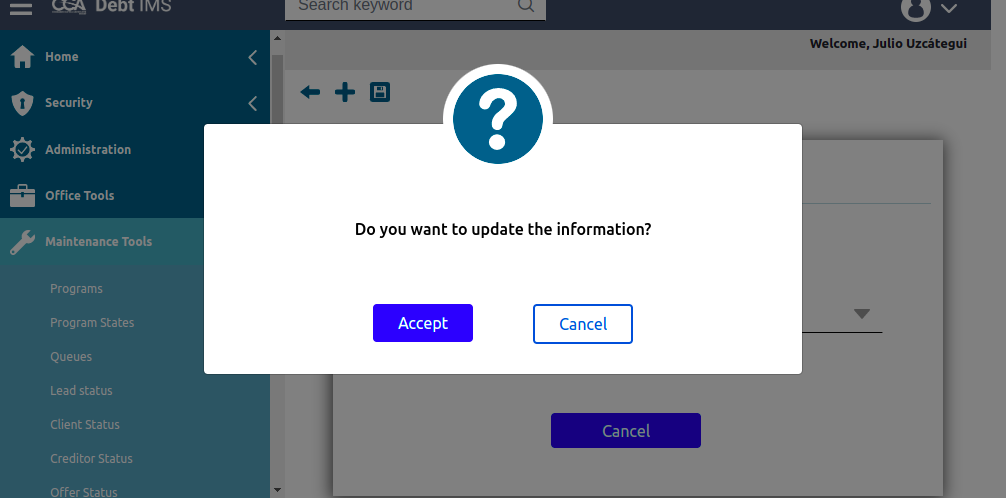 CCA Debt IMS
Search keyword
Welcome, Julio Uzcátegui
Home
Security
Administration
Office Tools
Maintenance Tools
Programs
Program States
Queues
Lead status
Client Status
Creditor Status
Offer Status
Do you want to update the information?
Accept
Cancel
Cancel